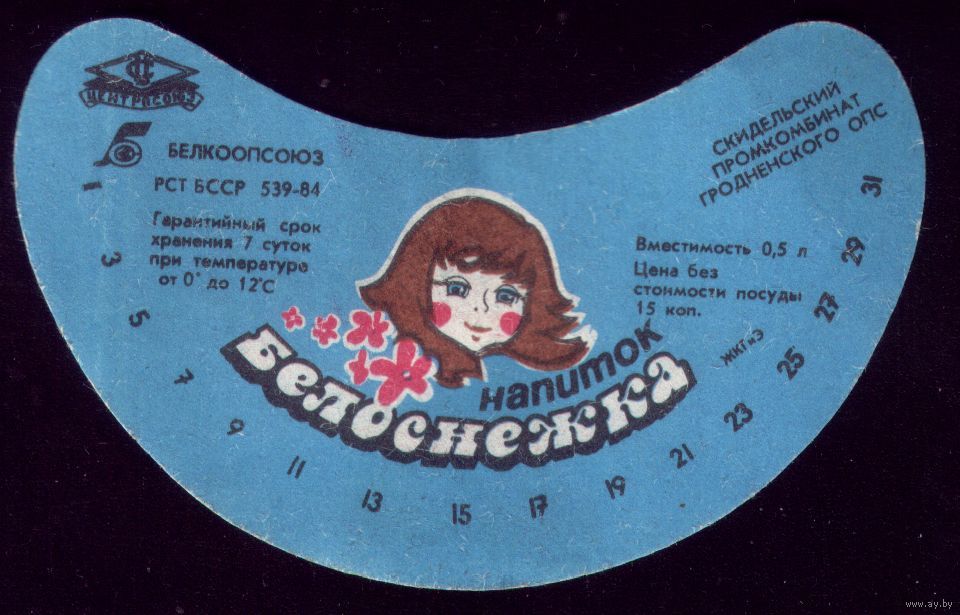 ЦЕНТРОСОЮЗ
БЕЛКООПСОЮЗ
РСТ БССР 539-84
Гарантийный срок
хранения 7 суток
при температуре
от 0° до 12°С
СКИДЕЛЬСКИЙ
ПРОМКОМБИНАТ
ГРОДНЕНСКОГО ОПС
Вместимость 0,5 л
Цена без
стоимости посуды
15 коп.
ЖКГиЭ
напиток
Белоснежка
1 3 5 7 9 11 13 15 17 19 21 23 25 27 29 31
www.ay.by